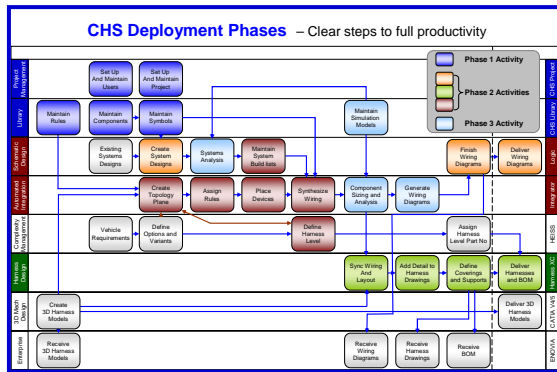 CHS Deployment Phases – Clear steps to full productivity
Phase 1 Activity
Phase 2 Activities
Phase 3 Activity
Project
Management
Set Up
And Maintain
Users
Set Up
And Maintain
Project
CHS Project
Library
Maintain
Rules
Maintain
Components
Maintain
Symbols
Maintain
Simulation
Models
CHS Library
Schematic
Design
Existing
Systems
Designs
Create
System
Designs
Systems
Analysis
Maintain
System
Build lists
Finish
Wiring
Diagrams
Deliver
Wiring
Diagrams
Logic
Automated
Integration
Create
Topology
Plane
Assign
Rules
Place
Devices
Synthesize
Wiring
Component
Sizing and
Analysis
Generate
Wiring
Diagrams
Integrator
Complexity
Management
Vehicle
Requirements
Define
Options and
Variants
Define
Harness
Level
Assign
Harness
Level Part No
HEISS
Harness
Design
Sync Wiring
And
Layout
Add Detail to
Harness
Drawings
Define
Coverings
and Supports
Deliver
Harnesses
and BOM
Harness XC
3D Mech
Design
Create
3D Harness
Models
Deliver 3D
Harness
Models
CATIA V4/5
Enterprise
Receive
3D Harness
Models
Receive
Wiring
Diagrams
Receive
Harness
Drawings
Receive
BOM
ENOVIA